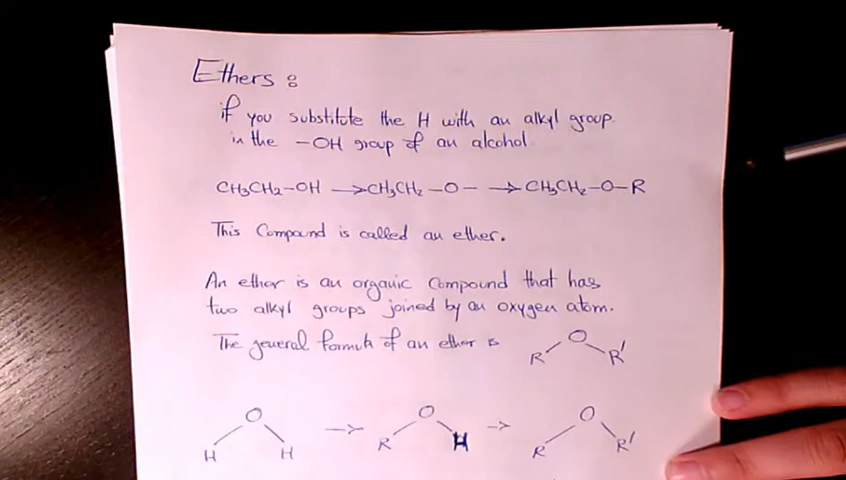 Ethers :
if you substitute the H with an alkyl group
in the -OH group of an alcohol
CH3CH2-OH → CH3CH2-O- → CH3CH2-O-R
This Compound is called an ether.
An ether is an organic compound that has
two alkyl groups joined by an oxygen atom.
The general formula of an ether is R O R'
H O H → R O H → R O R'